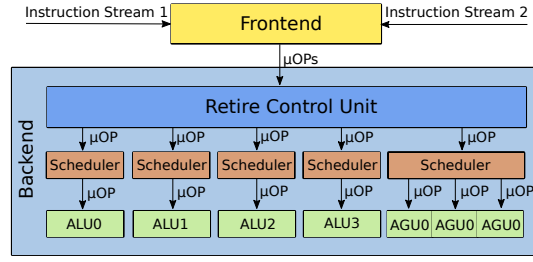 Instruction Stream 1
Frontend
Instruction Stream 2
μOPs
Backend
Retire Control Unit
μOP μOP μOP μOP μOP
Scheduler Scheduler Scheduler Scheduler Scheduler
μOP μOP μOP μOP μOP μOP μOP
ALU0 ALU1 ALU2 ALU3 AGU0 AGU0 AGU0